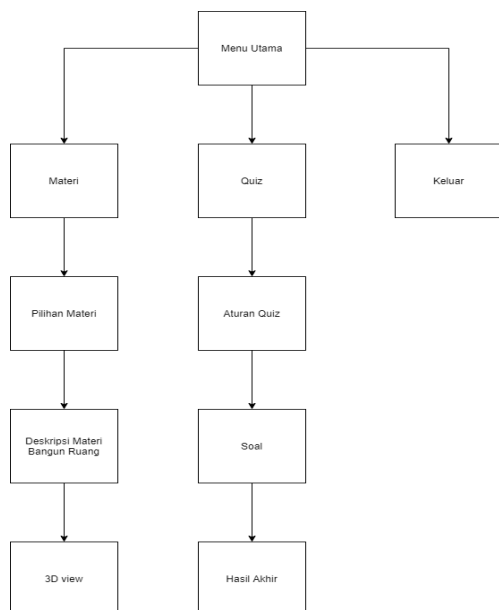 Menu Utama
Materi
Quiz
Keluar
Pilihan Materi
Aturan Quiz
Deskripsi Materi
Bangun Ruang
Soal
3D view
Hasil Akhir